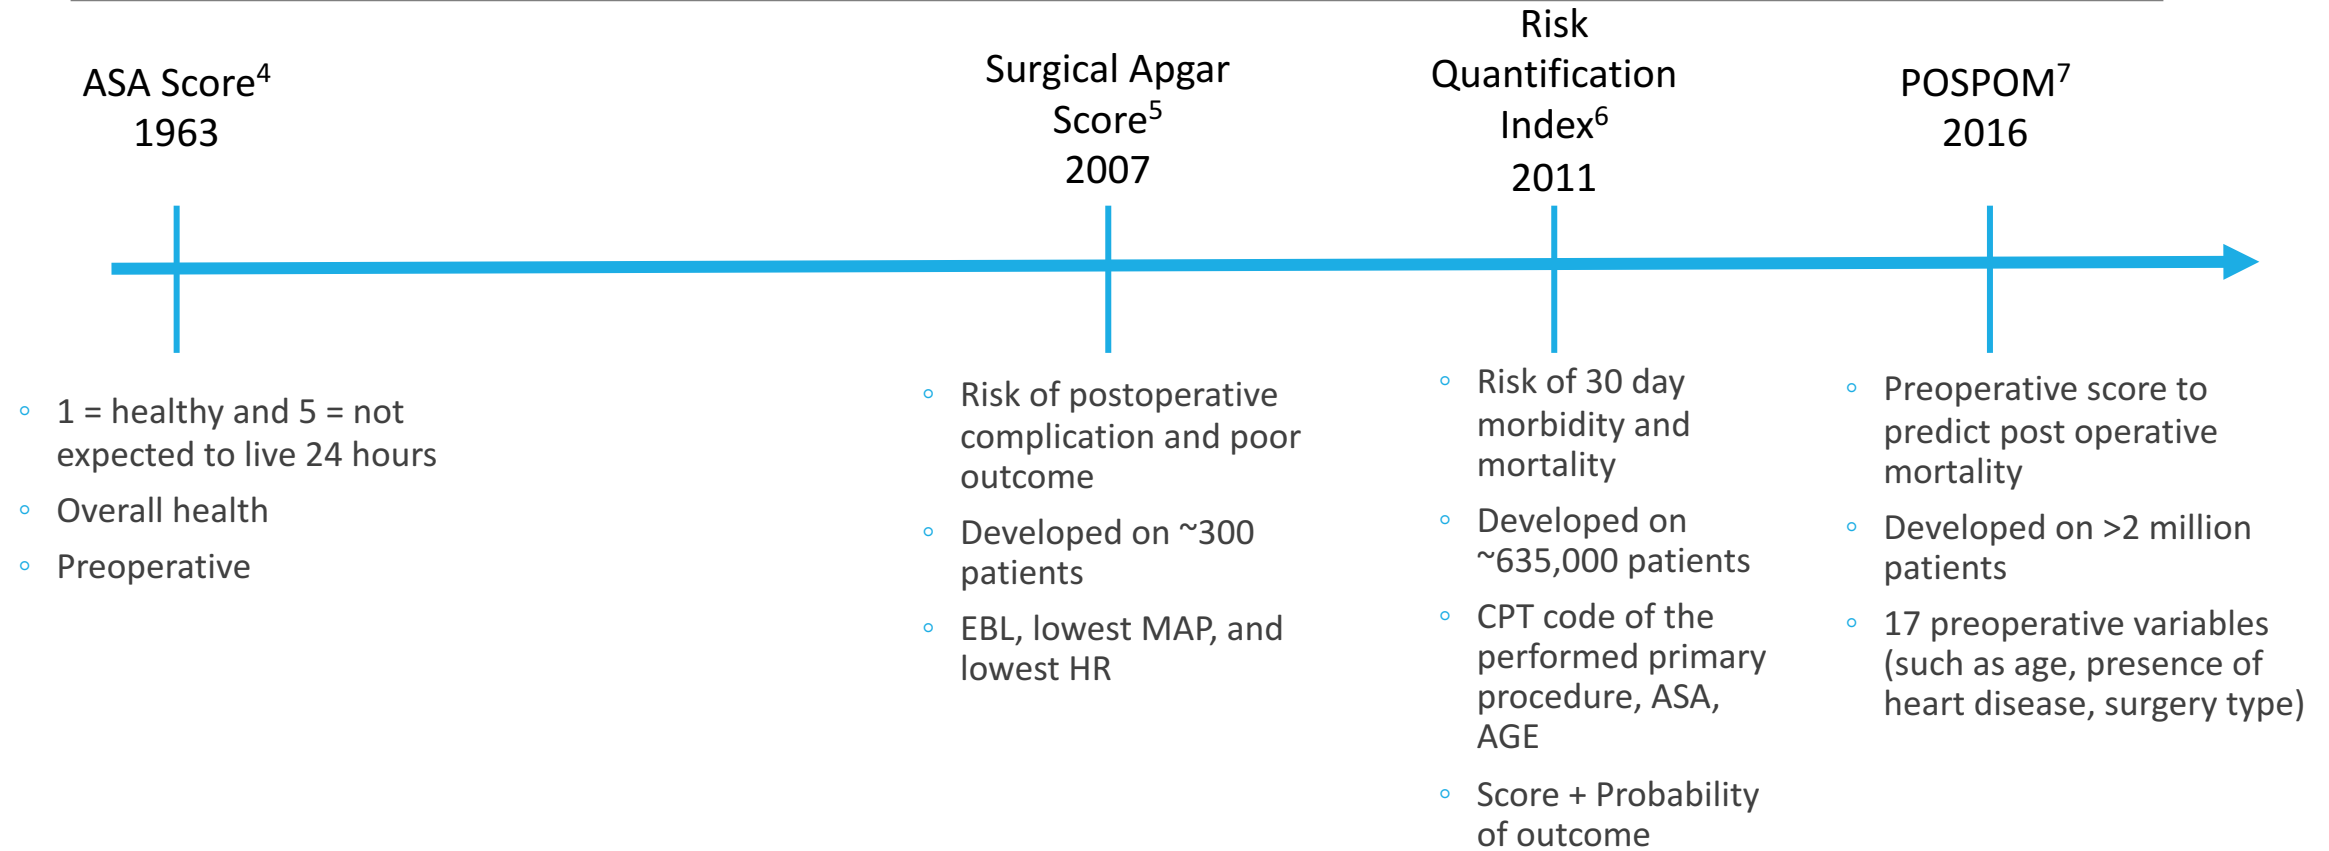 ASA Score⁴
1963
Surgical Apgar
Score⁵
2007
Risk
Quantification
Index⁶
2011
POSPOM⁷
2016
◦ 1 = healthy and 5 = not
expected to live 24 hours
◦ Overall health
◦ Preoperative
◦ Risk of postoperative
complication and poor
outcome
◦ Developed on ~300
patients
◦ EBL, lowest MAP, and
lowest HR
◦ Risk of 30 day
morbidity and
mortality
◦ Developed on
~635,000 patients
◦ CPT code of the
performed primary
procedure, ASA,
AGE
◦ Score + Probability
of outcome
◦ Preoperative score to
predict post operative
mortality
◦ Developed on >2 million
patients
◦ 17 preoperative variables
(such as age, presence of
heart disease, surgery type)